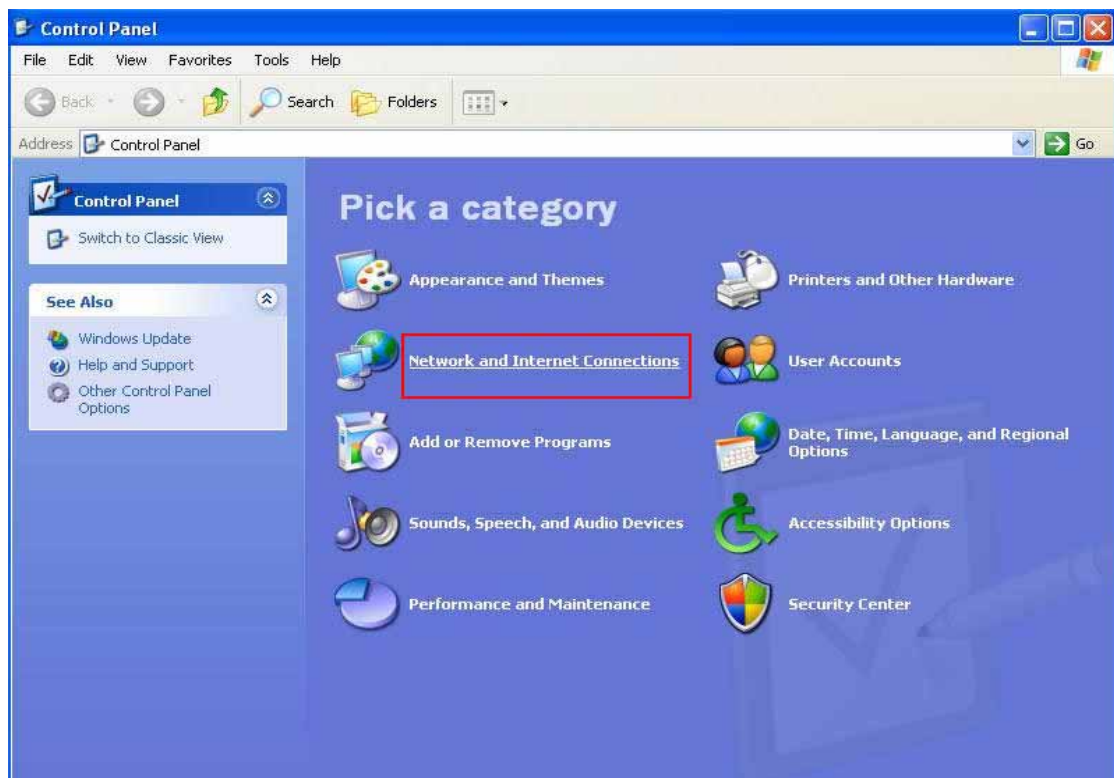 Control Panel
File Edit View Favorites Tools Help
Back Search Folders
Address Control Panel Go
Control Panel
Switch to Classic View
See Also
Windows Update
Help and Support
Other Control Panel
Options
Pick a category
Appearance and Themes
Printers and Other Hardware
Network and Internet Connections
User Accounts
Add or Remove Programs
Date, Time, Language, and Regional
Options
Sounds, Speech, and Audio Devices
Accessibility Options
Performance and Maintenance
Security Center